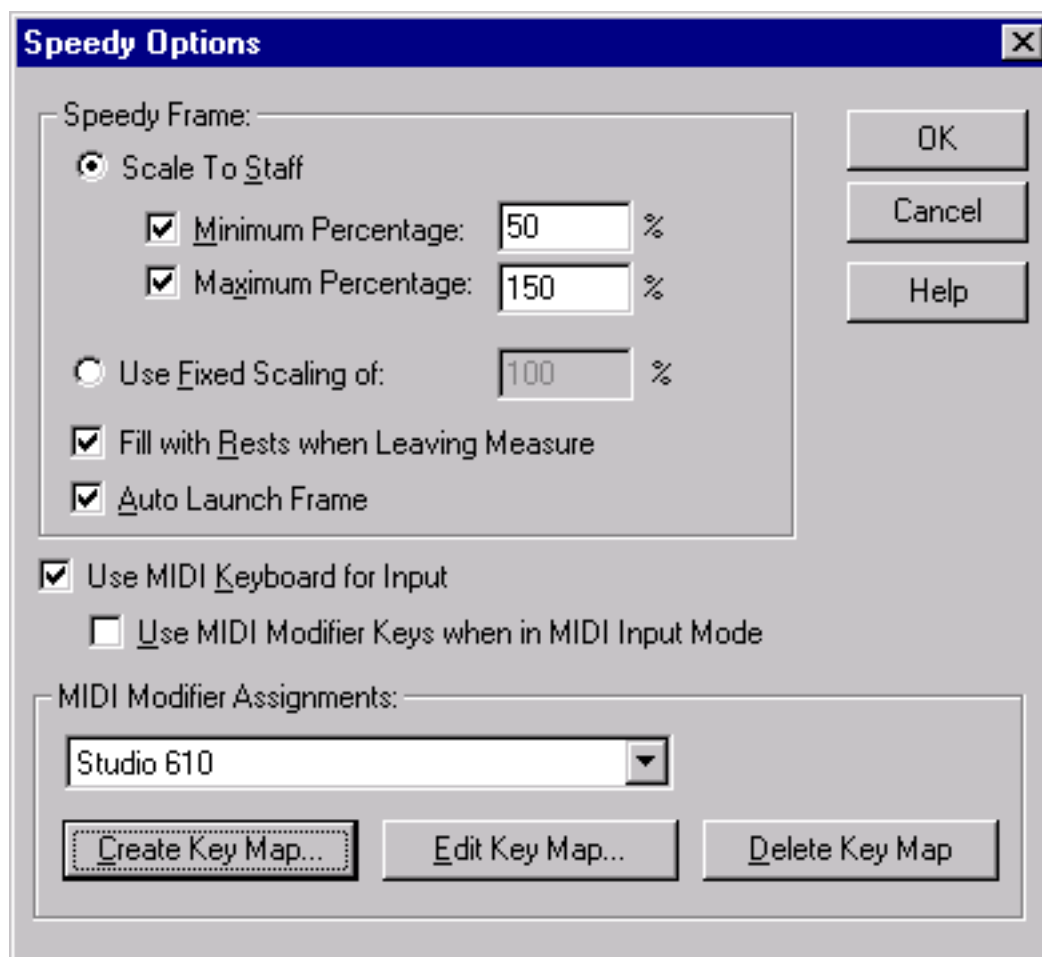 Speedy Options
Speedy Frame:
OK
Scale To Staff
Cancel
Minimum Percentage: 50 %
Maximum Percentage: 150 %
Help
Use Fixed Scaling of: 100 %
Fill with Rests when Leaving Measure
Auto Launch Frame
Use MIDI Keyboard for Input
Use MIDI Modifier Keys when in MIDI Input Mode
MIDI Modifier Assignments:
Studio 610
Create Key Map... Edit Key Map... Delete Key Map